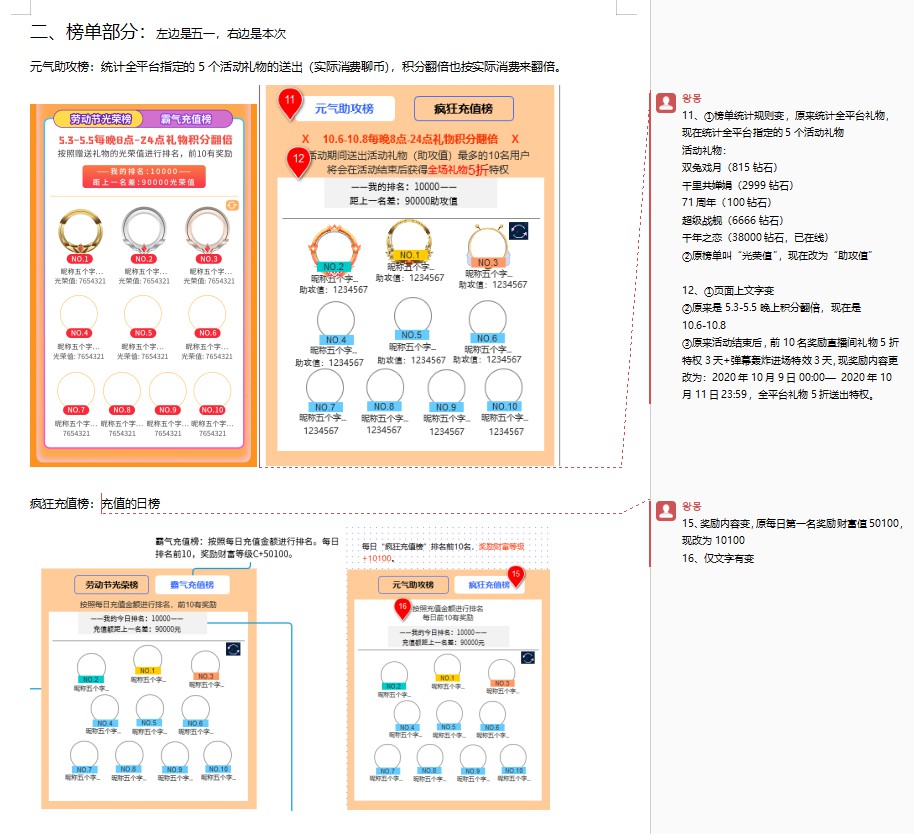 二、榜单部分：左边是五一，右边是本次
元气助攻榜：统计全平台指定的 5 个活动礼物的送出（实际消费聊币），积分翻倍也按实际消费来翻倍。
劳动节光荣榜 霸气充值榜
5.3-5.5每晚8点-24点礼物积分翻倍
按照赠送礼物的光荣值进行排名，前10有奖励
——我的排名：10000——
距上一名差：90000光荣值
NO.1 NO.2 NO.3
昵称五个字... 昵称五个字... 昵称五个字...
光荣值: 7654321 光荣值: 7654321 光荣值: 7654321
NO.4 NO.5 NO.6
昵称五个字... 昵称五个字... 昵称五个字...
光荣值: 7654321 光荣值: 7654321 光荣值: 7654321
NO.7 NO.8 NO.9 NO.10
昵称五字... 昵称五字... 昵称五字... 昵称五字...
7654321 7654321 7654321 7654321
11
元气助攻榜 疯狂充值榜
X 10.6-10.8每晚8点-24点礼物积分翻倍 X
12
活动期间送出活动礼物（助攻值）最多的10名用户
将会在活动结束后获得全场礼物5折特权
——我的排名：10000——
距上一名差：90000助攻值
NO.2 NO.1 NO.3
昵称五个字... 昵称五个字... 昵称五个字...
助攻值：1234567 助攻值：1234567 助攻值：1234567
NO.4 NO.5 NO.6
昵称五个字... 昵称五个字... 昵称五个字...
助攻值：1234567 助攻值：1234567 助攻值：1234567
NO.7 NO.8 NO.9 NO.10
昵称五个字... 昵称五个字... 昵称五个字... 昵称五个字...
1234567 1234567 1234567 1234567
왕몽
11、①榜单统计规则变，原来统计全平台礼物，
现在统计全平台指定的 5 个活动礼物
活动礼物：
双兔戏月（815 钻石）
千里共婵娟（2999 钻石）
71 周年（100 钻石）
超级战舰（6666 钻石）
千年之恋（38000 钻石，已在线）
②原榜单叫“光荣值”，现在改为“助攻值”
12、①页面上文字变
②原来是 5.3-5.5 晚上积分翻倍，现在是
10.6-10.8
③原来活动结束后，前 10 名奖励直播间礼物 5 折
特权 3 天+弹幕轰炸进场特效 3 天，现奖励内容更
改为：2020 年 10 月 9 日 00:00— 2020 年 10
月 11 日 23:59，全平台礼物 5 折送出特权。
疯狂充值榜：充值的日榜
霸气充值榜：按照每日充值金额进行排名。每日
排名前10，奖励财富等级C+50100。
劳动节光荣榜 霸气充值榜
按照每日充值金额进行排名，前10有奖励
——我的今日排名：10000——
充值额距上一名差：90000元
NO.2 NO.1 NO.3
昵称五个字... 昵称五个字... 昵称五个字...
NO.4 NO.5 NO.6
昵称五个字... 昵称五个字... 昵称五个字...
NO.7 NO.8 NO.9 NO.10
昵称五个字... 昵称五个字... 昵称五个字... 昵称五个字...
每日“疯狂充值榜”排名前10名，奖励财富等级
+10100。
15
元气助攻榜 疯狂充值榜
16
按照充值金额进行排名
每日前10有奖励
——我的今日排名：10000——
充值额距上一名差：90000元
NO.2 NO.1 NO.3
昵称五个字... 昵称五个字... 昵称五个字...
NO.4 NO.5 NO.6
昵称五个字... 昵称五个字... 昵称五个字...
NO.7 NO.8 NO.9 NO.10
昵称五个字... 昵称五个字... 昵称五个字... 昵称五个字...
왕몽
15、奖励内容变，原每日第一名奖励财富值 50100，
现改为 10100
16、仅文字有变